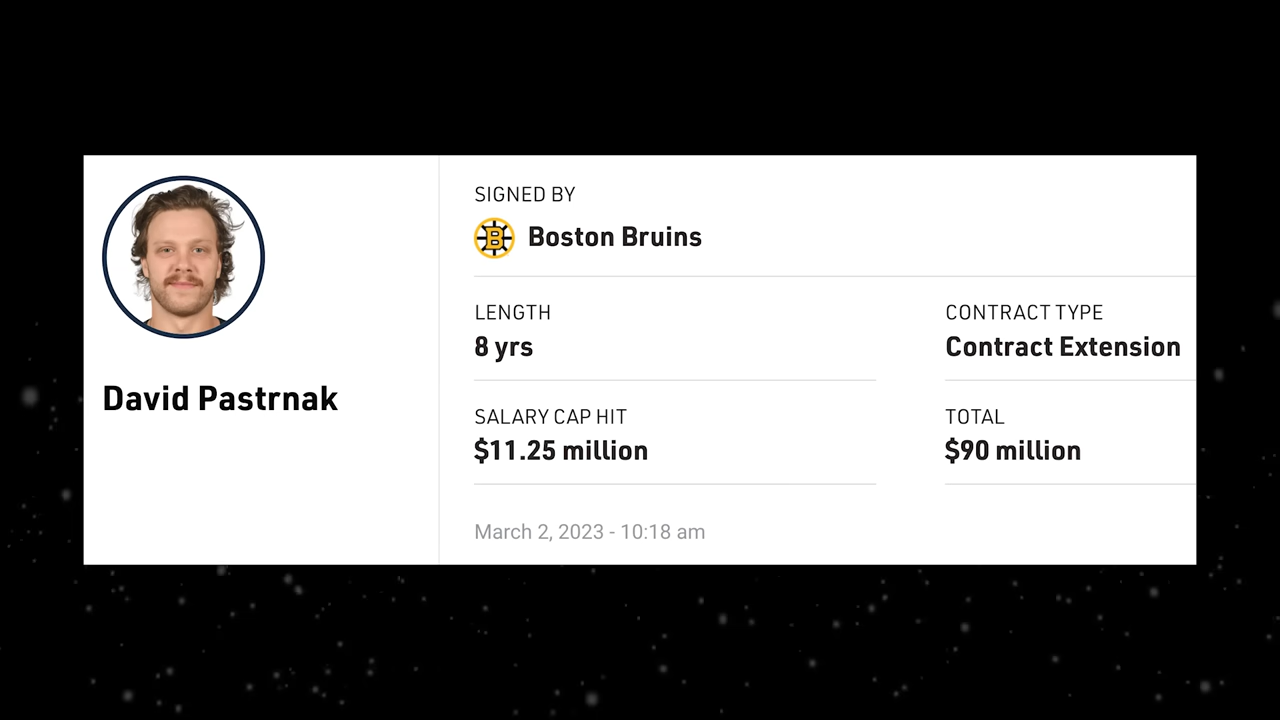 David Pastrnak
SIGNED BY
B
Boston Bruins
LENGTH
8 yrs
CONTRACT TYPE
Contract Extension
SALARY CAP HIT
$11.25 million
TOTAL
$90 million
March 2, 2023 - 10:18 am